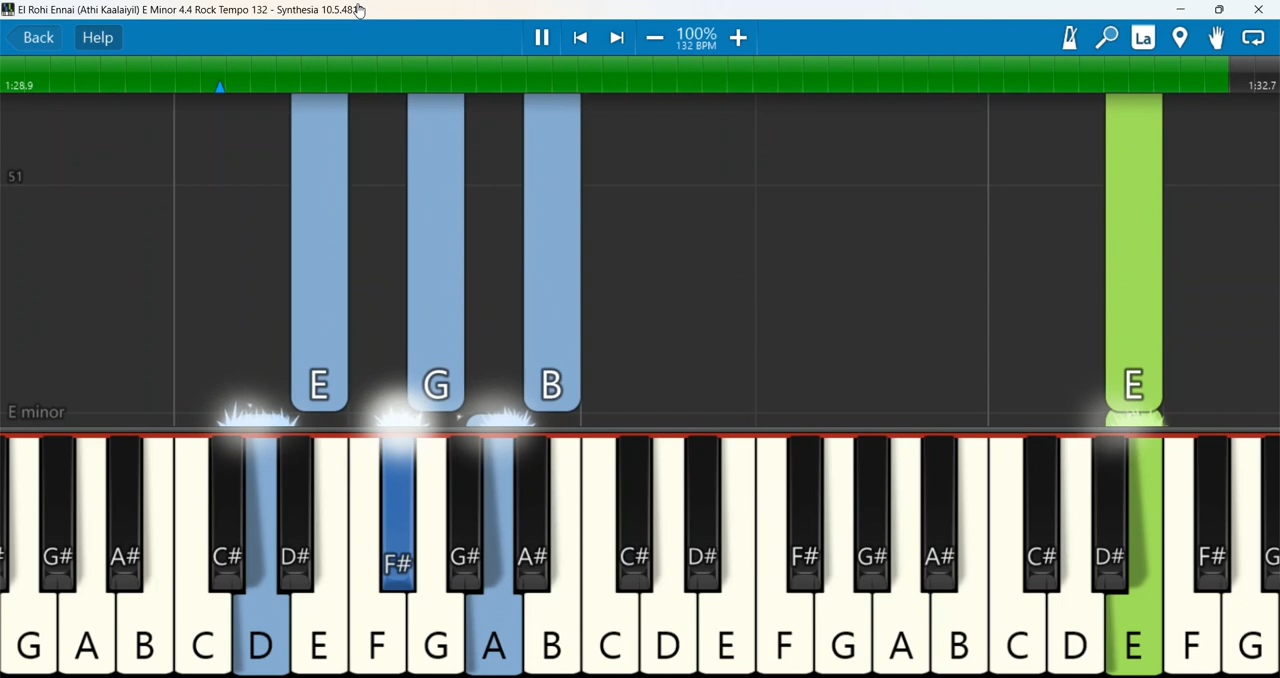 El Rohi Ennai (Athi Kaalaiyil) E Minor 4.4 Rock Tempo 132 - Synthesia 10.5.48
Back Help 100% La
132 BPM
1:28.9 1:32.7
51
E G B E
E minor
G# A# C# D# F# G# A# C# D# F# G# A# C# D# F# G
G A B C D E F G A B C D E F G A B C D E F G